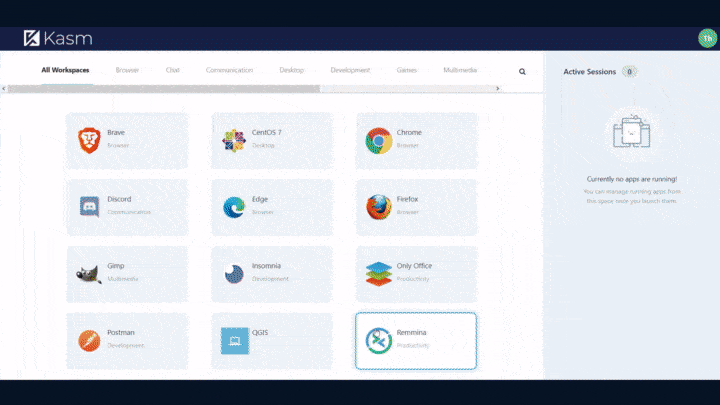 Kasm
Th
All Workspaces Browser Chat Communication Desktop Development Games Multimedia
Active Sessions 0
Brave
Browser
CentOS 7
Desktop
Chrome
Browser
Discord
Communication
Edge
Browser
Firefox
Browser
Gimp
Multimedia
Insomnia
Development
Only Office
Productivity
Postman
Development
QGIS
Remmina
Productivity
Currently no apps are running!
You can manage running apps from
this space once you launch them.